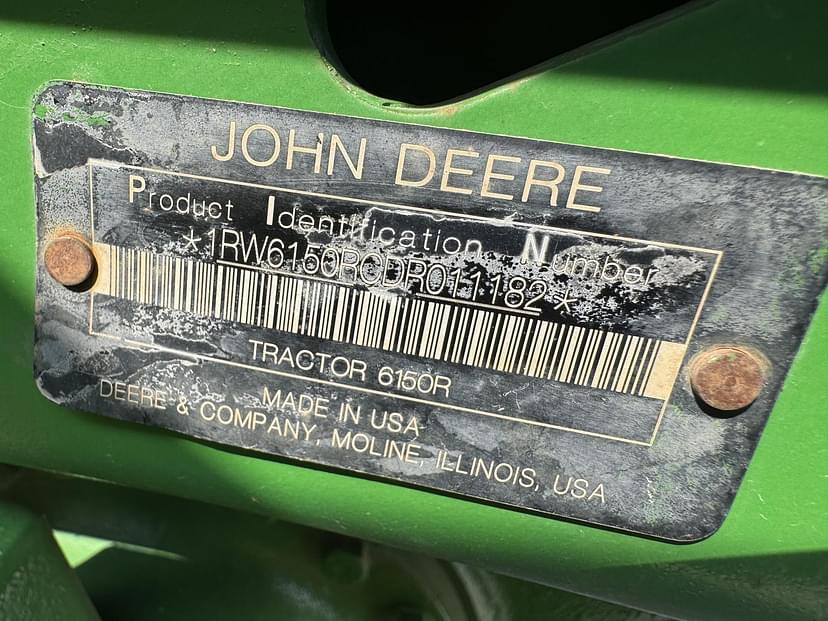 JOHN DEERE
Product Identification Number
*1RW6150RCDR011182*
TRACTOR 6150R
MADE IN USA
DEERE & COMPANY, MOLINE, ILLINOIS, USA